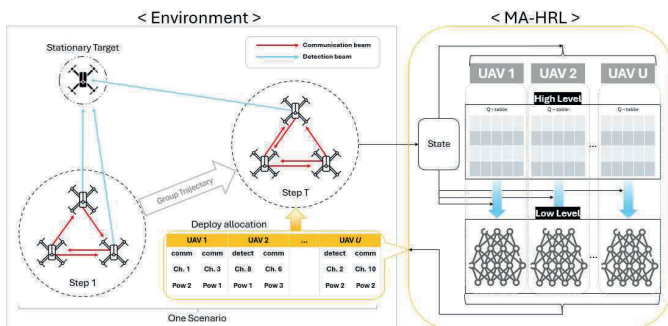 < Environment >
< MA-HRL >
Stationary Target
Communication beam
Detection beam
Group Trajectory
Step 1
Step T
Deploy allocation
UAV 1 UAV 2 ... UAV U
comm comm detect comm detect comm
Ch. 1 Ch. 3 Ch. 8 Ch. 6 Ch. 2 Ch. 10
Pow 2 Pow 1 Pow 1 Pow 3 Pow 2 Pow 2
One Scenario
State
UAV 1 UAV 2 UAV U
High Level
Q - table Q - table Q - table
...
Low Level
...